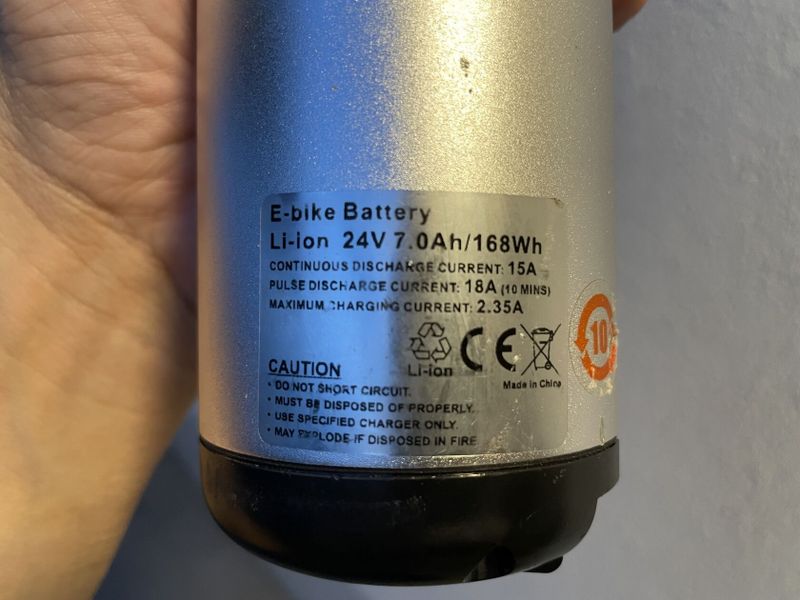 E-bike Battery
Li-ion 24V 7.0Ah/168Wh
CONTINUOUS DISCHARGE CURRENT: 15A
PULSE DISCHARGE CURRENT: 18A (10 MINS)
MAXIMUM CHARGING CURRENT: 2.35A
CE
Li-ion
Made in China
10
CAUTION
• DO NOT SHORT CIRCUIT.
• MUST BE DISPOSED OF PROPERLY.
• USE SPECIFIED CHARGER ONLY.
• MAY EXPLODE IF DISPOSED IN FIRE